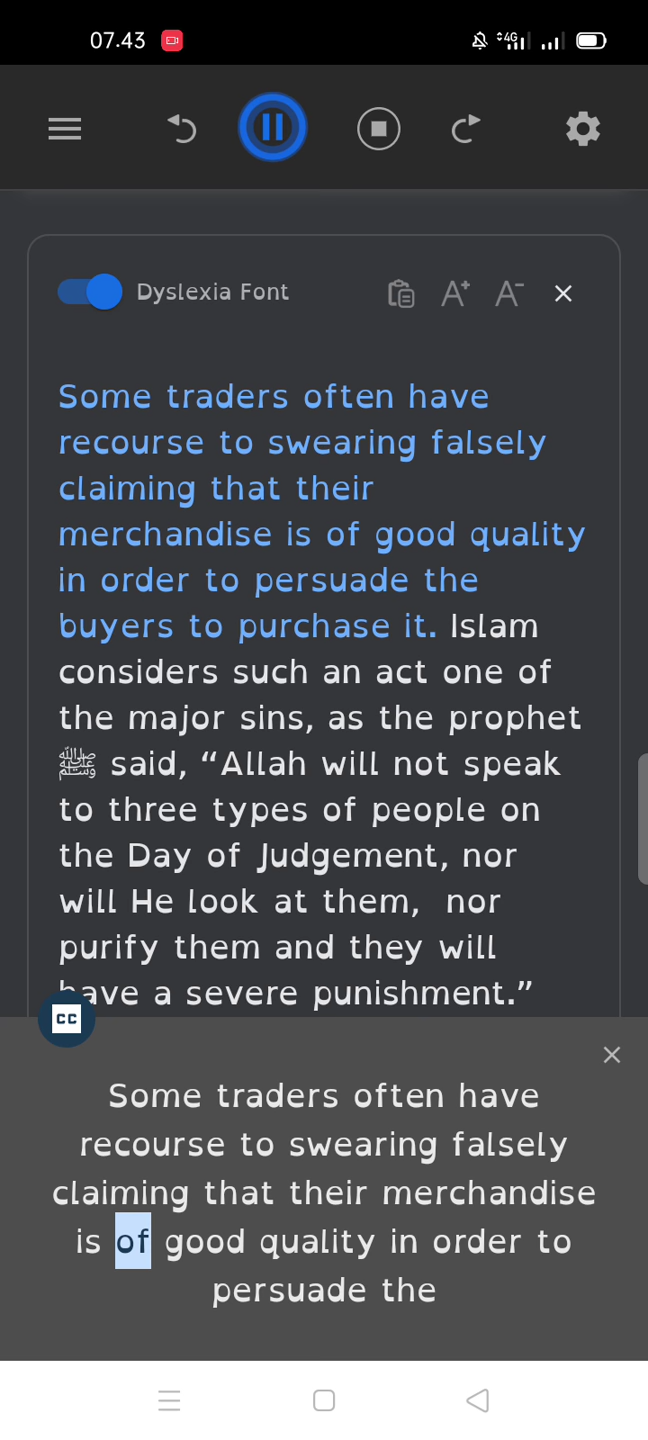 07.43
4G
Dyslexia Font
A+ A-
Some traders often have
recourse to swearing falsely
claiming that their
merchandise is of good quality
in order to persuade the
buyers to purchase it. Islam
considers such an act one of
the major sins, as the prophet
ﷺ said, “Allah will not speak
to three types of people on
the Day of Judgement, nor
will He look at them,  nor
purify them and they will
have a severe punishment.”
CC
Some traders often have
recourse to swearing falsely
claiming that their merchandise
is of good quality in order to
persuade the